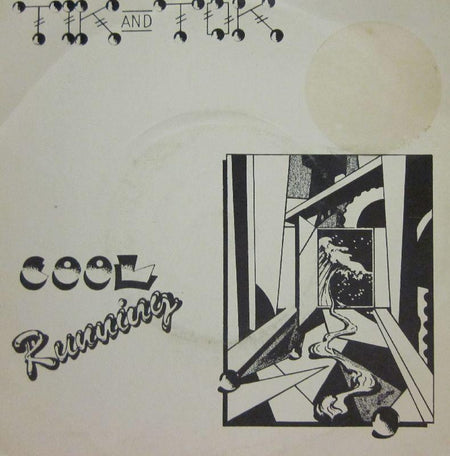 TIK AND TOK
COOL
Running